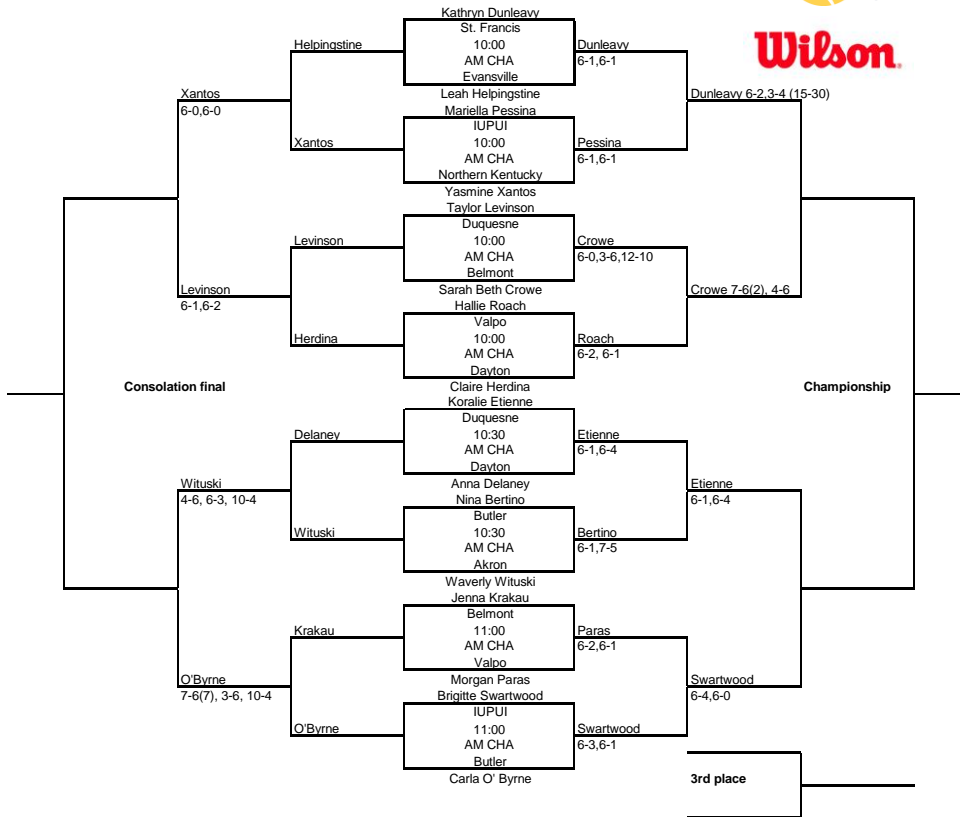 Kathryn Dunleavy
St. Francis
Helpingstine
10:00
Dunleavy
AM CHA
6-1,6-1
Wilson.
Evansville
Xantos
Leah Helpingstine
Dunleavy 6-2,3-4 (15-30)
6-0,6-0
Mariella Pessina
IUPUI
Xantos
10:00
Pessina
AM CHA
6-1,6-1
Northern Kentucky
Yasmine Xantos
Taylor Levinson
Duquesne
Levinson
10:00
Crowe
AM CHA
6-0,3-6,12-10
Belmont
Levinson
Sarah Beth Crowe
Crowe 7-6(2), 4-6
6-1,6-2
Hallie Roach
Valpo
Herdina
10:00
Roach
AM CHA
6-2, 6-1
Dayton
Consolation final
Claire Herdina
Championship
Koralie Etienne
Duquesne
Delaney
10:30
Etienne
AM CHA
6-1,6-4
Dayton
Wituski
Anna Delaney
Etienne
4-6, 6-3, 10-4
Nina Bertino
6-1,6-4
Butler
Wituski
10:30
Bertino
AM CHA
6-1,7-5
Akron
Waverly Wituski
Jenna Krakau
Belmont
Krakau
11:00
Paras
AM CHA
6-2,6-1
Valpo
O'Byrne
Morgan Paras
Swartwood
7-6(7), 3-6, 10-4
Brigitte Swartwood
6-4,6-0
IUPUI
O'Byrne
11:00
Swartwood
AM CHA
6-3,6-1
Butler
Carla O' Byrne
3rd place